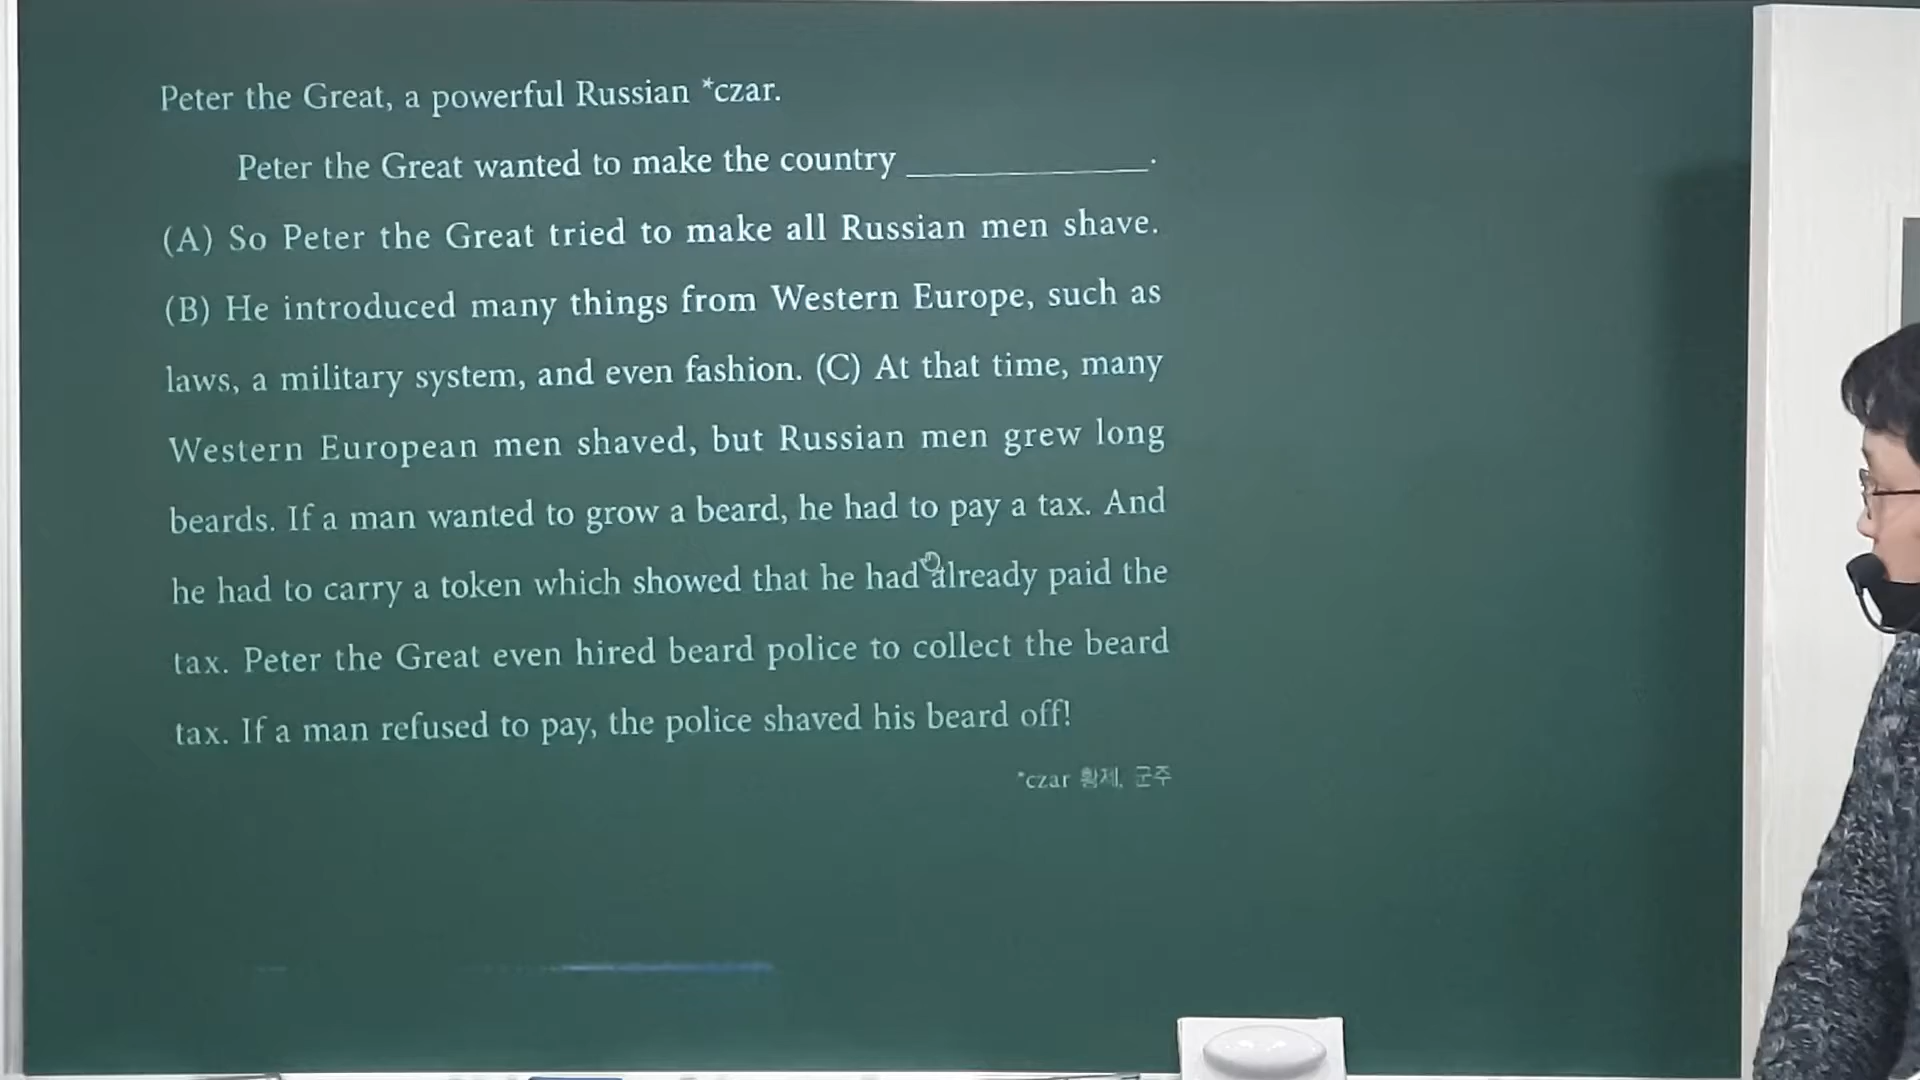 Peter the Great, a powerful Russian *czar.
Peter the Great wanted to make the country ____________.
(A) So Peter the Great tried to make all Russian men shave.
(B) He introduced many things from Western Europe, such as
laws, a military system, and even fashion. (C) At that time, many
Western European men shaved, but Russian men grew long
beards. If a man wanted to grow a beard, he had to pay a tax. And
he had to carry a token which showed that he had already paid the
tax. Peter the Great even hired beard police to collect the beard
tax. If a man refused to pay, the police shaved his beard off!
*czar 황제, 군주